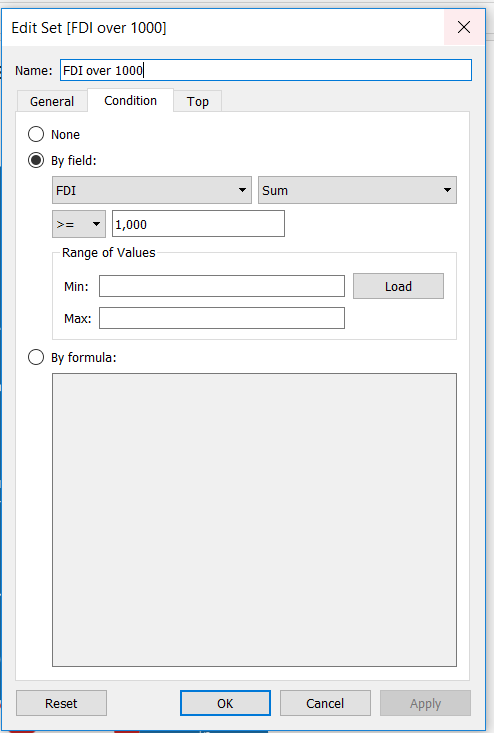 Edit Set [FDI over 1000]
Name: FDI over 1000
General Condition Top
None
By field:
FDI Sum
>= 1,000
Range of Values
Min: Load
Max:
By formula:
Reset OK Cancel Apply